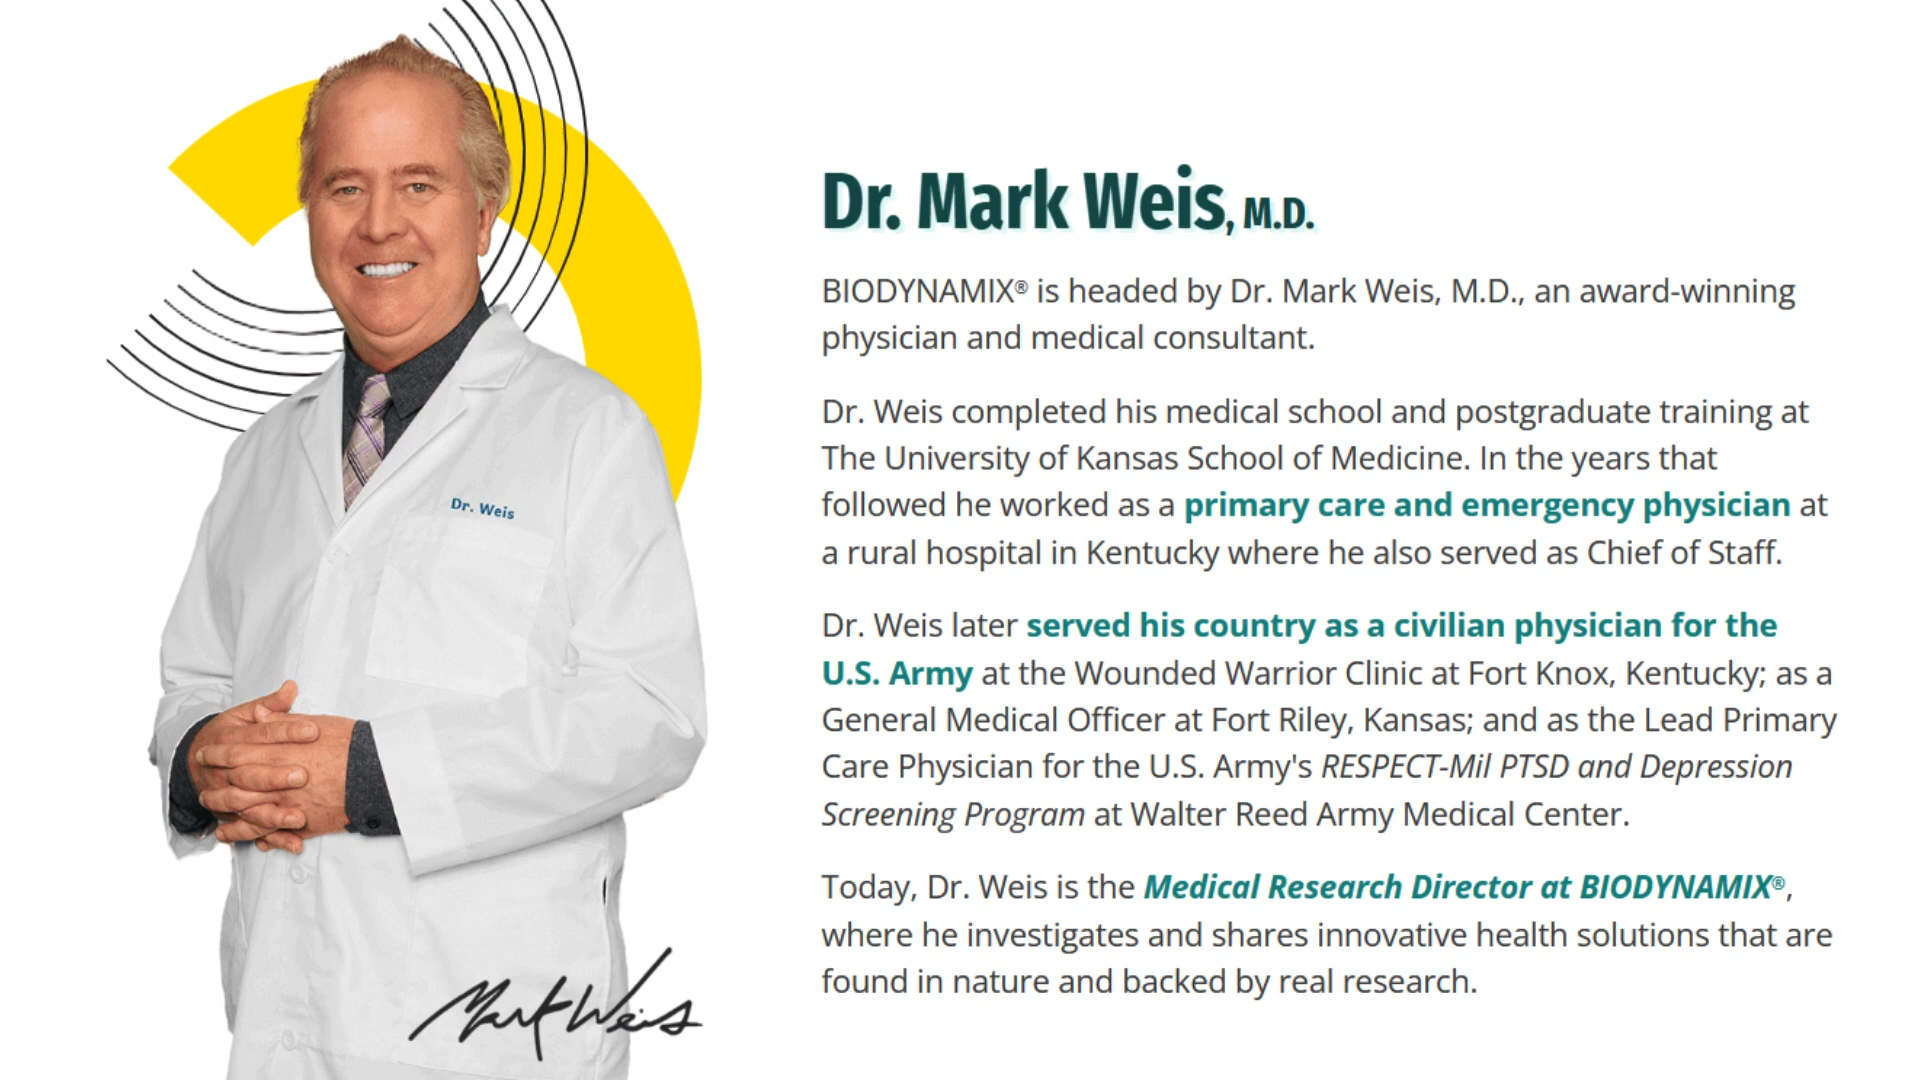 Dr. Mark Weis, M.D.
BIODYNAMIX® is headed by Dr. Mark Weis, M.D., an award-winning
physician and medical consultant.
Dr. Weis completed his medical school and postgraduate training at
The University of Kansas School of Medicine. In the years that
followed he worked as a primary care and emergency physician at
a rural hospital in Kentucky where he also served as Chief of Staff.
Dr. Weis later served his country as a civilian physician for the
U.S. Army at the Wounded Warrior Clinic at Fort Knox, Kentucky; as a
General Medical Officer at Fort Riley, Kansas; and as the Lead Primary
Care Physician for the U.S. Army's RESPECT-Mil PTSD and Depression
Screening Program at Walter Reed Army Medical Center.
Today, Dr. Weis is the Medical Research Director at BIODYNAMIX®,
where he investigates and shares innovative health solutions that are
found in nature and backed by real research.
Dr. Weis
Mark Weis